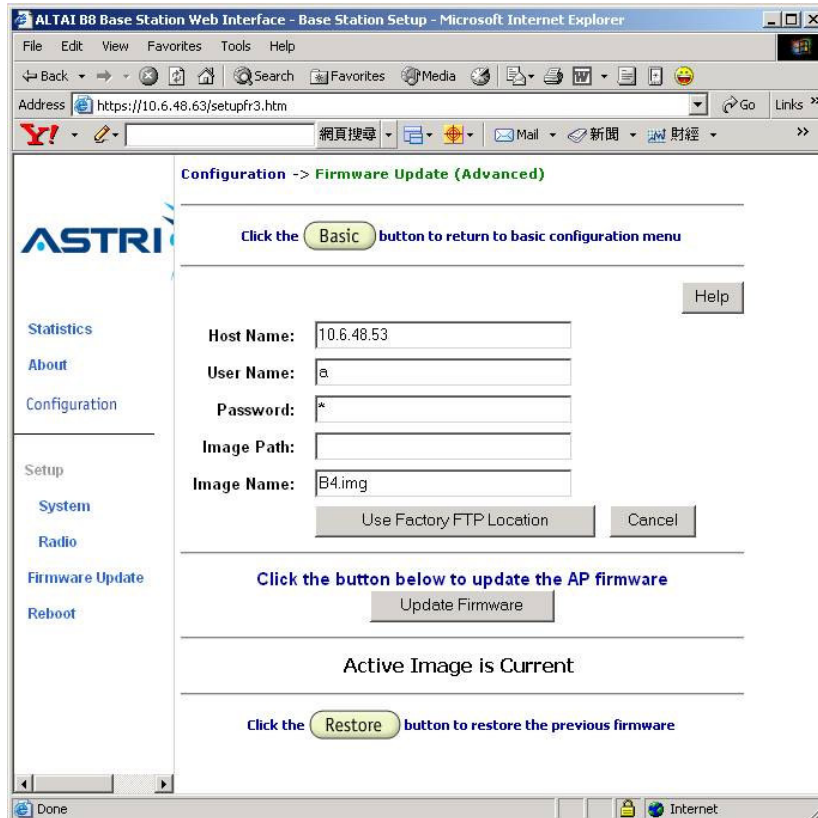 ALTAI B8 Base Station Web Interface - Base Station Setup - Microsoft Internet Explorer
File Edit View Favorites Tools Help
Back Search Favorites Media
Address https://10.6.48.63/setupfr3.htm Go Links »
Y! 網頁搜尋 Mail 新聞 財經 »
Configuration -> Firmware Update (Advanced)
ASTRI
Click the Basic button to return to basic configuration menu
Help
Statistics
About
Configuration
Setup
System
Radio
Firmware Update
Reboot
Host Name: 10.6.48.53
User Name: a
Password: *
Image Path:
Image Name: B4.img
Use Factory FTP Location Cancel
Click the button below to update the AP firmware
Update Firmware
Active Image is Current
Click the Restore button to restore the previous firmware
Done Internet